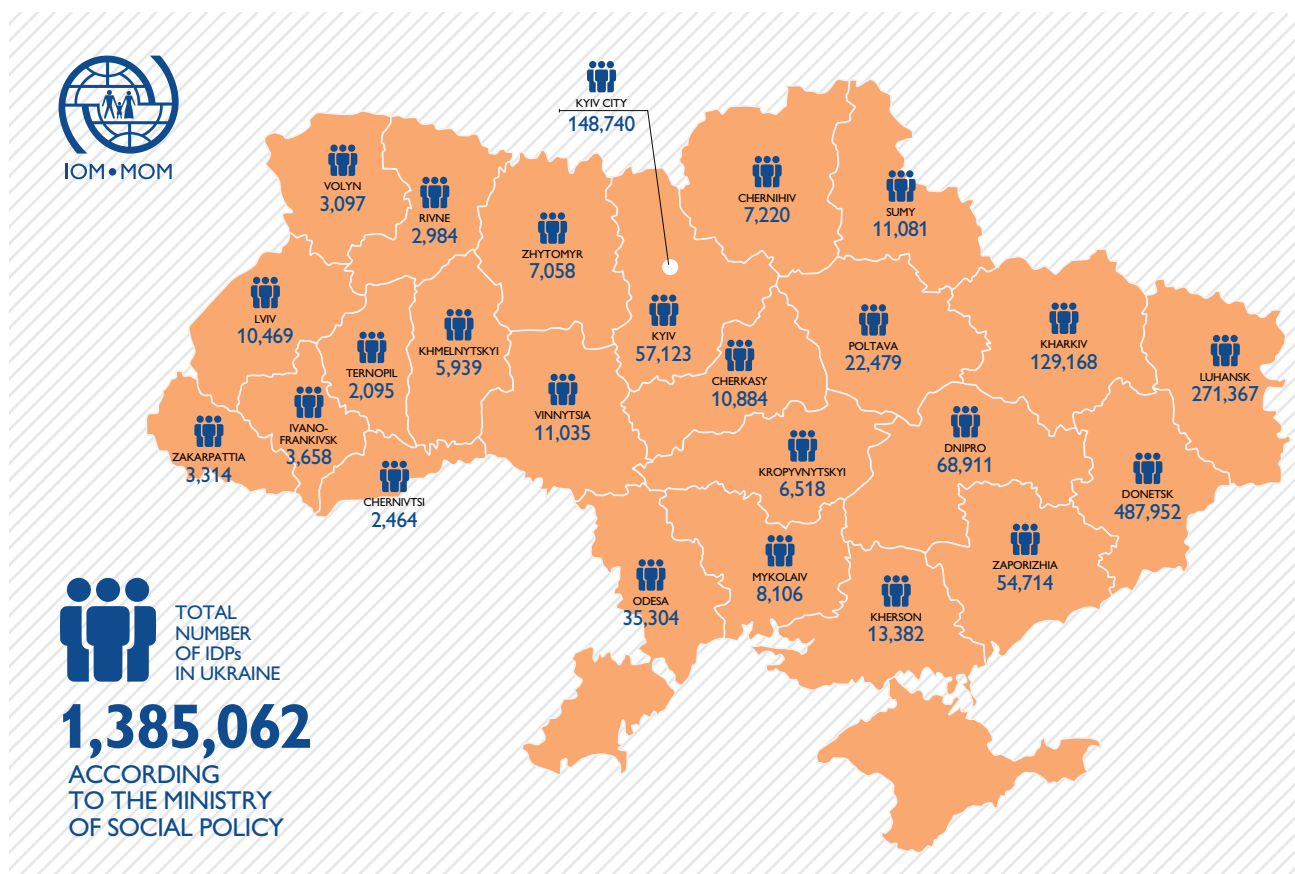 IOM•MOM
KYIV CITY
148,740
VOLYN
3,097
RIVNE
2,984
ZHYTOMYR
7,058
CHERNIHIV
7,220
SUMY
11,081
LVIV
10,469
TERNOPIL
2,095
KHMELNYTSKYI
5,939
KYIV
57,123
CHERKASY
10,884
POLTAVA
22,479
KHARKIV
129,168
LUHANSK
271,367
ZAKARPATTIA
3,314
IVANO-
FRANKIVSK
3,658
CHERNIVTSI
2,464
VINNYTSIA
11,035
KROPYVNYTSKYI
6,518
DNIPRO
68,911
DONETSK
487,952
ODESA
35,304
MYKOLAIV
8,106
KHERSON
13,382
ZAPORIZHIA
54,714
TOTAL
NUMBER
OF IDPs
IN UKRAINE
1,385,062
ACCORDING
TO THE MINISTRY
OF SOCIAL POLICY